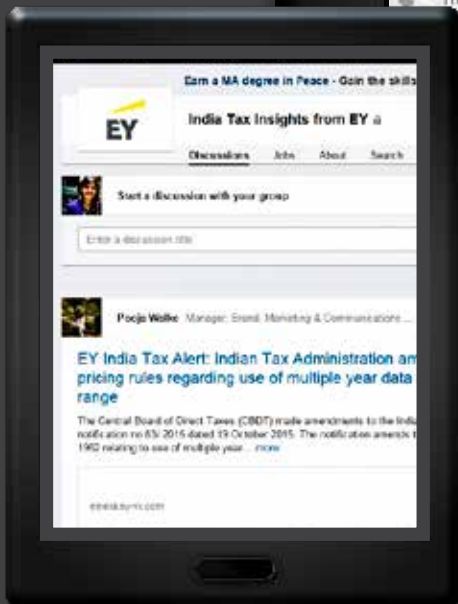 Earn a MA degree in Peace - Gain the skills
EY
India Tax Insights from EY
Discussions Jobs About Search
Start a discussion with your group
Enter a discussion title
Pooja Walke Manager, Brand, Marketing & Communications ...
EY India Tax Alert: Indian Tax Administration am
pricing rules regarding use of multiple year data
range
The Central Board of Direct Taxes (CBDT) made amendments to the India
notification no 83/ 2015 dated 19 October 2015. The notification amends t
1962 relating to use of multiple year... more